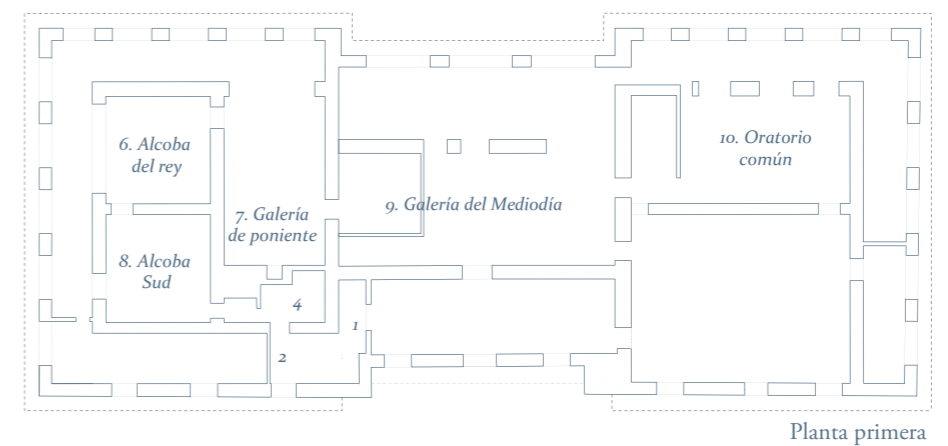 6. Alcoba
del rey
10. Oratorio
común
7. Galería
de poniente
9. Galería del Mediodía
8. Alcoba
Sud
4
1
2
Planta primera